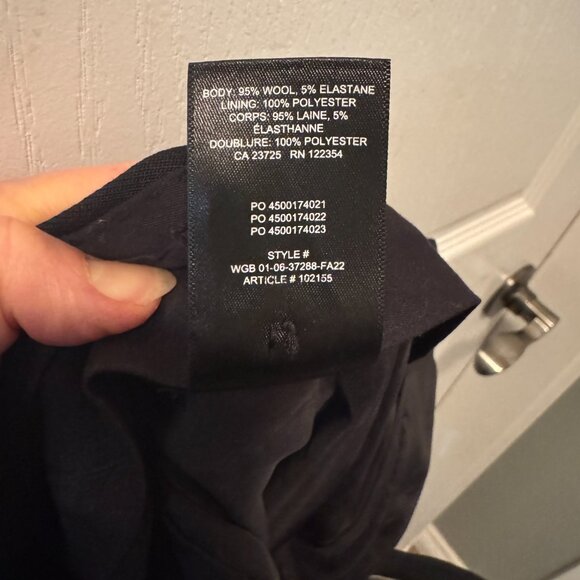 BODY: 95% WOOL, 5% ELASTANE
LINING: 100% POLYESTER
CORPS: 95% LAINE, 5%
ÉLASTHANNE
DOUBLURE: 100% POLYESTER
CA 23725 RN 122354
PO 4500174021
PO 4500174022
PO 4500174023
STYLE #
WGB 01-06-37288-FA22
ARTICLE # 102155